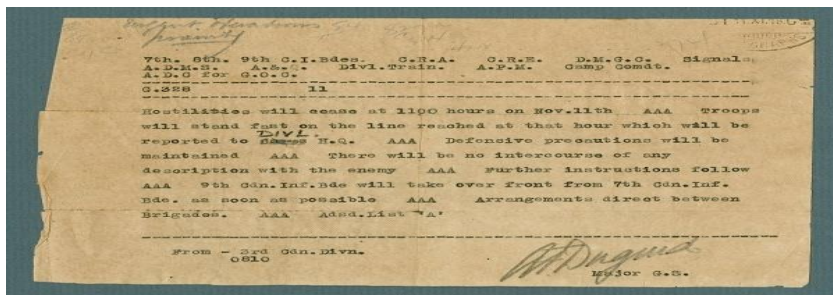 7th. 8th. 9th C.I.Bdes. C.R.A. C.R.E. D.M.G.C. Signals.
A.D.M.S. A.&.Q. Divl.Train. A.P.M. Camp Comdt.
A.D.C for G.O.C.
G.328 11
Hostilities will cease at 1100 hours on Nov.11th AAA Troops
will stand fast on the line reached at that hour which will be
DIVL.
reported to H.Q. AAA Defensive precautions will be
maintained AAA There will be no intercourse of any
description with the enemy AAA Further instructions follow
AAA 9th Cdn.Inf.Bde will take over front from 7th Cdn.Inf.
Bde. as soon as possible AAA Arrangements direct between
Brigades. AAA Adsd.List "A"
From - 3rd Cdn.Divn.
0810
Major G.S.